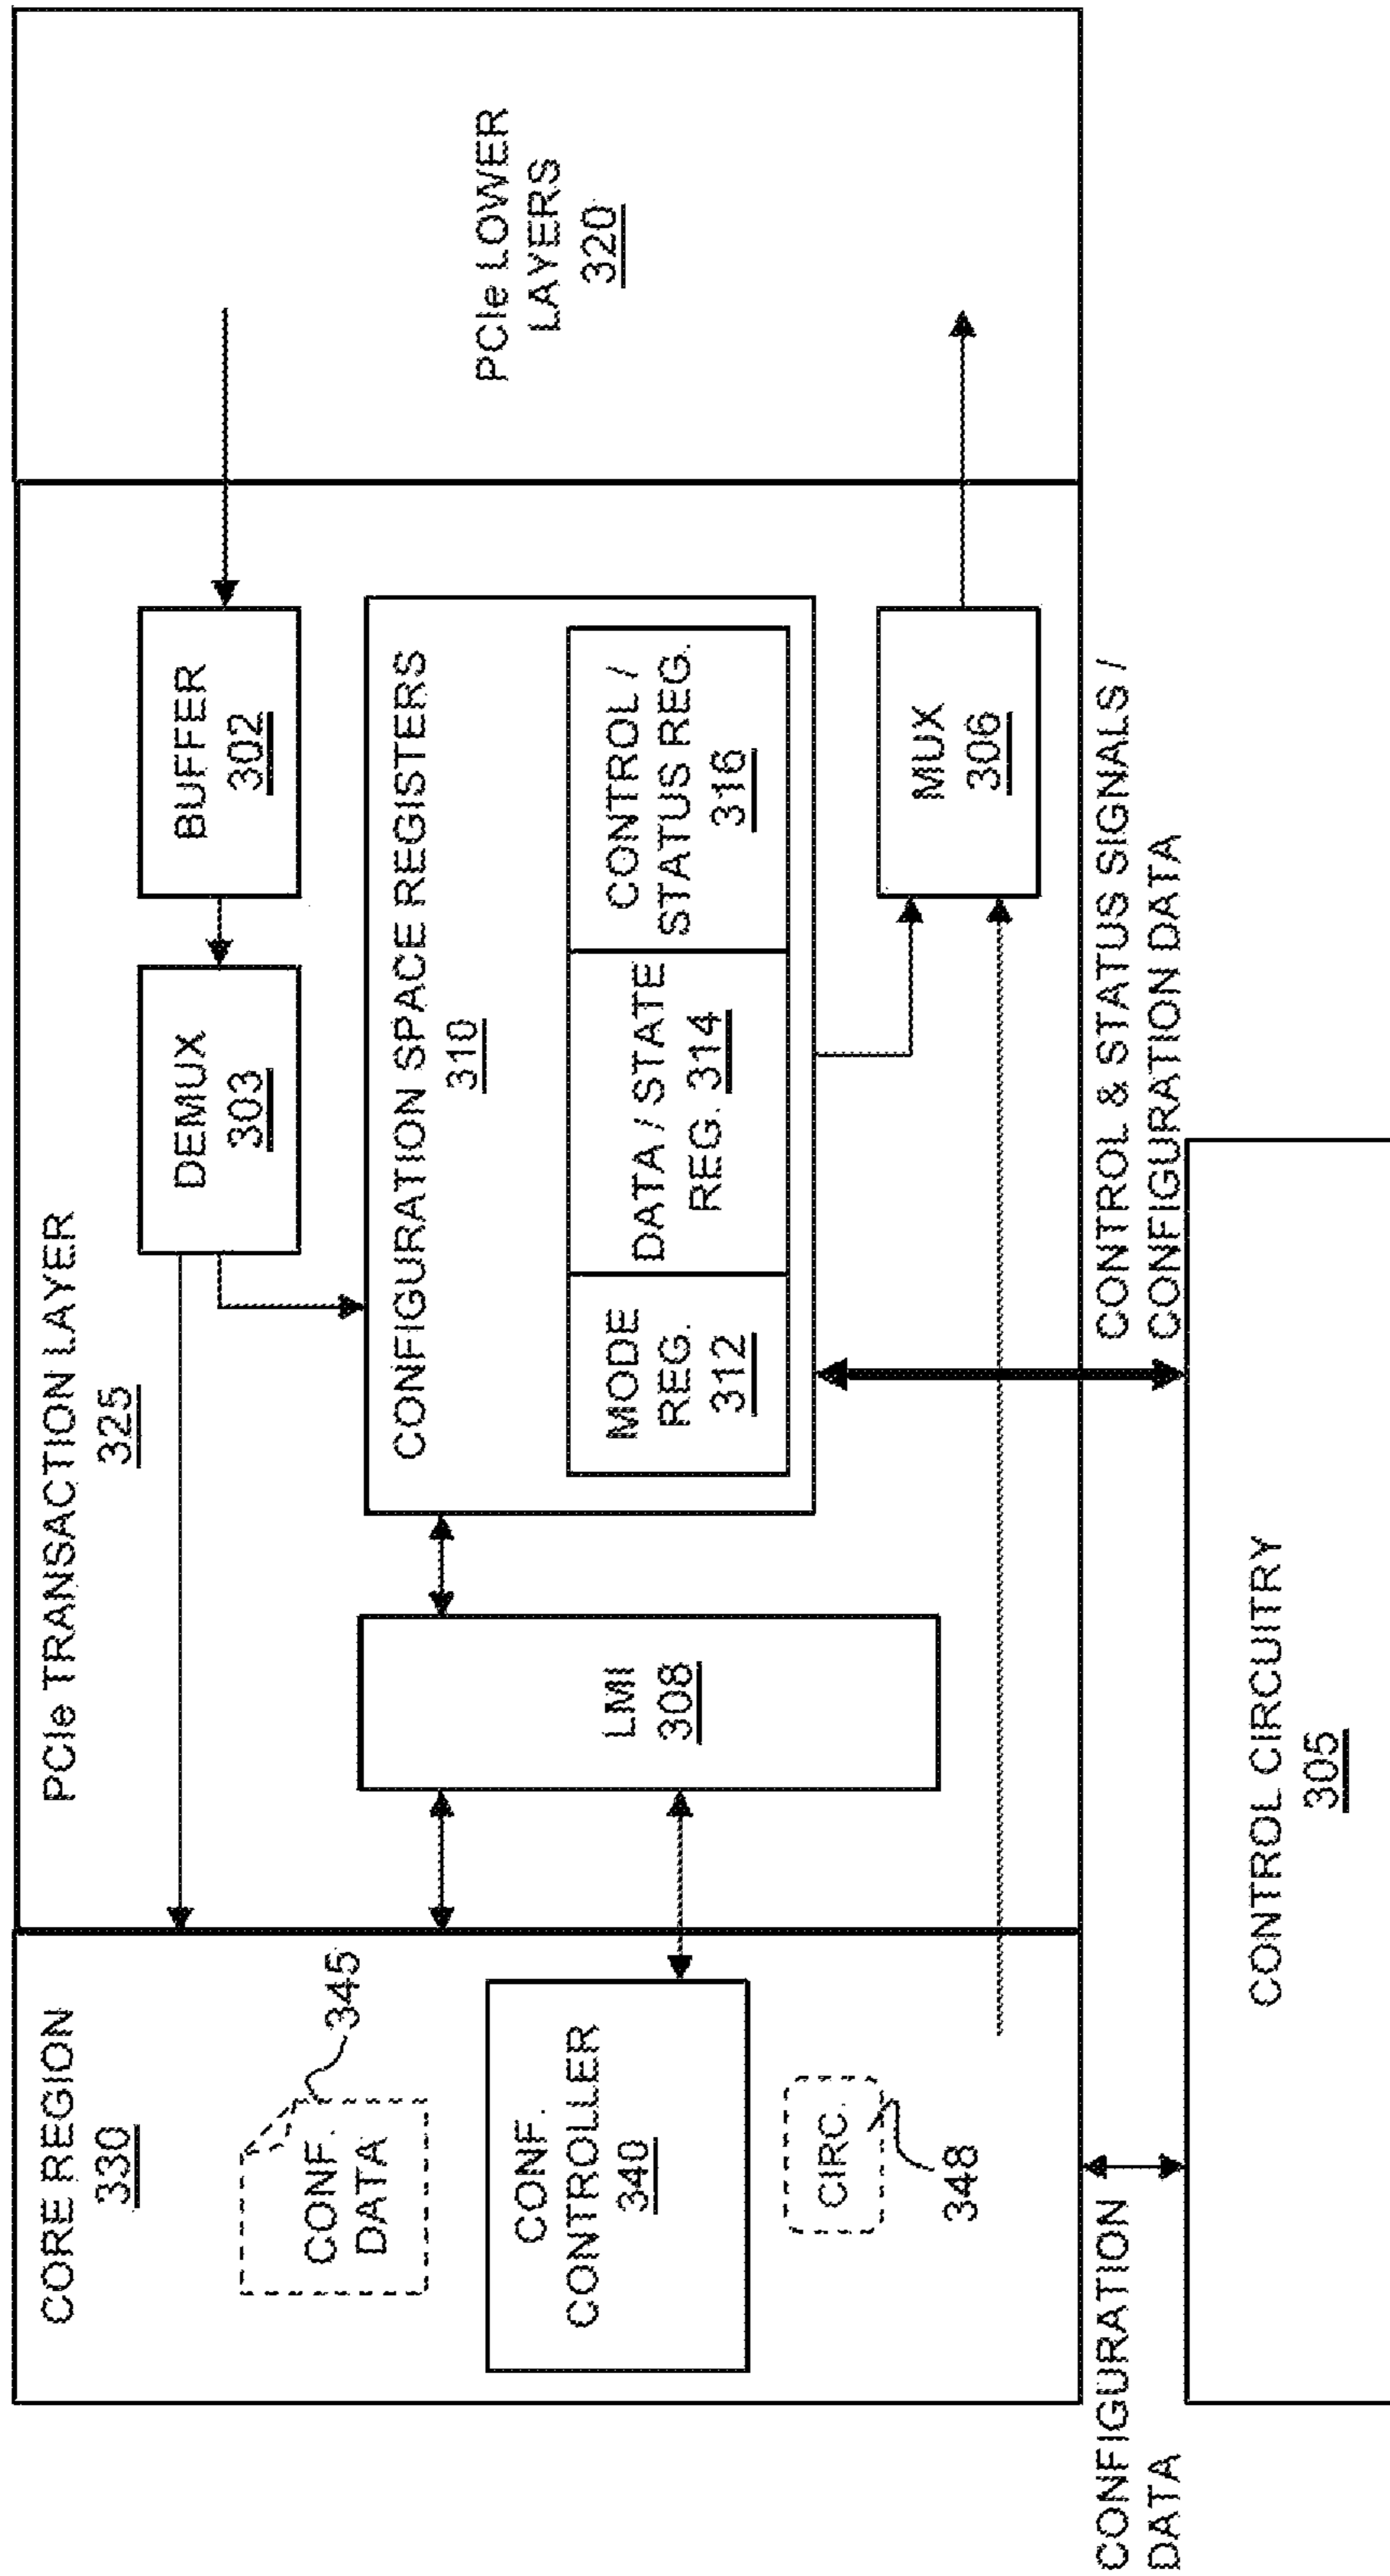 CORE REGION
330
CONF.
DATA
345
CONF.
CONTROLLER
340
CIRC.
348
PCIe TRANSACTION LAYER
325
DEMUX
303
BUFFER
302
CONFIGURATION SPACE REGISTERS
310
MODE
REG.
312
DATA / STATE
REG. 314
CONTROL /
STATUS REG.
316
LMI
308
MUX
306
PCIe LOWER
LAYERS
320
CONFIGURATION
DATA
CONTROL & STATUS SIGNALS /
CONFIGURATION DATA
CONTROL CIRCUITRY
305